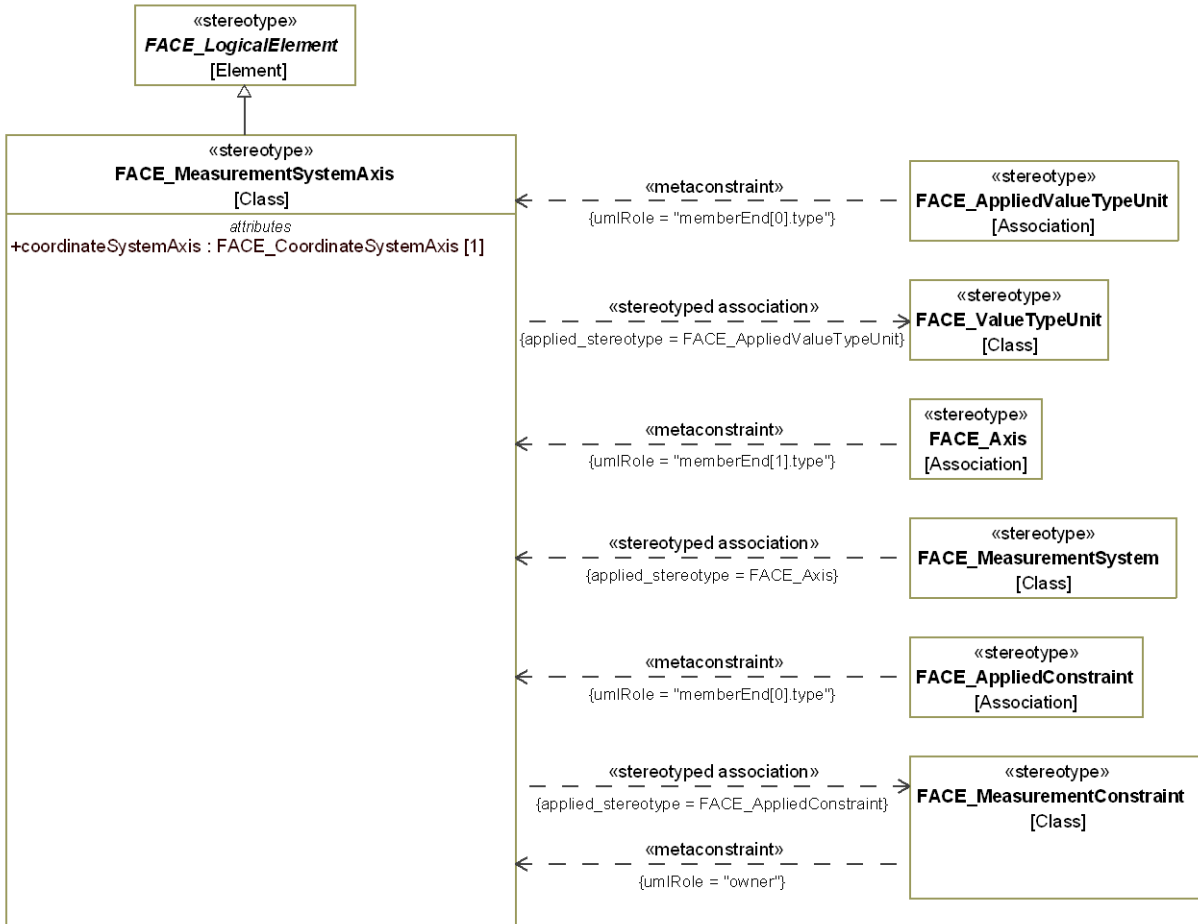 «stereotype»
FACE_LogicalElement
[Element]
«stereotype»
FACE_MeasurementSystemAxis
[Class]
attributes
+coordinateSystemAxis : FACE_CoordinateSystemAxis [1]
«metaconstraint»
{umlRole = "memberEnd[0].type"}
«stereotype»
FACE_AppliedValueTypeUnit
[Association]
«stereotyped association»
{applied_stereotype = FACE_AppliedValueTypeUnit}
«stereotype»
FACE_ValueTypeUnit
[Class]
«metaconstraint»
{umlRole = "memberEnd[1].type"}
«stereotype»
FACE_Axis
[Association]
«stereotyped association»
{applied_stereotype = FACE_Axis}
«stereotype»
FACE_MeasurementSystem
[Class]
«metaconstraint»
{umlRole = "memberEnd[0].type"}
«stereotype»
FACE_AppliedConstraint
[Association]
«stereotyped association»
{applied_stereotype = FACE_AppliedConstraint}
«stereotype»
FACE_MeasurementConstraint
[Class]
«metaconstraint»
{umlRole = "owner"}